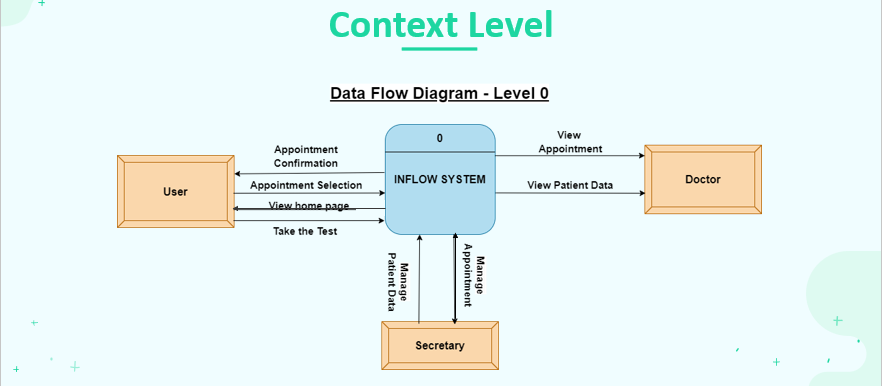 Context Level
Data Flow Diagram - Level 0
0
INFLOW SYSTEM
User
Appointment
Confirmation
Appointment Selection
View home page
Take the Test
View
Appointment
View Patient Data
Doctor
Manage
Patient Data
Manage
Appointment
Secretary